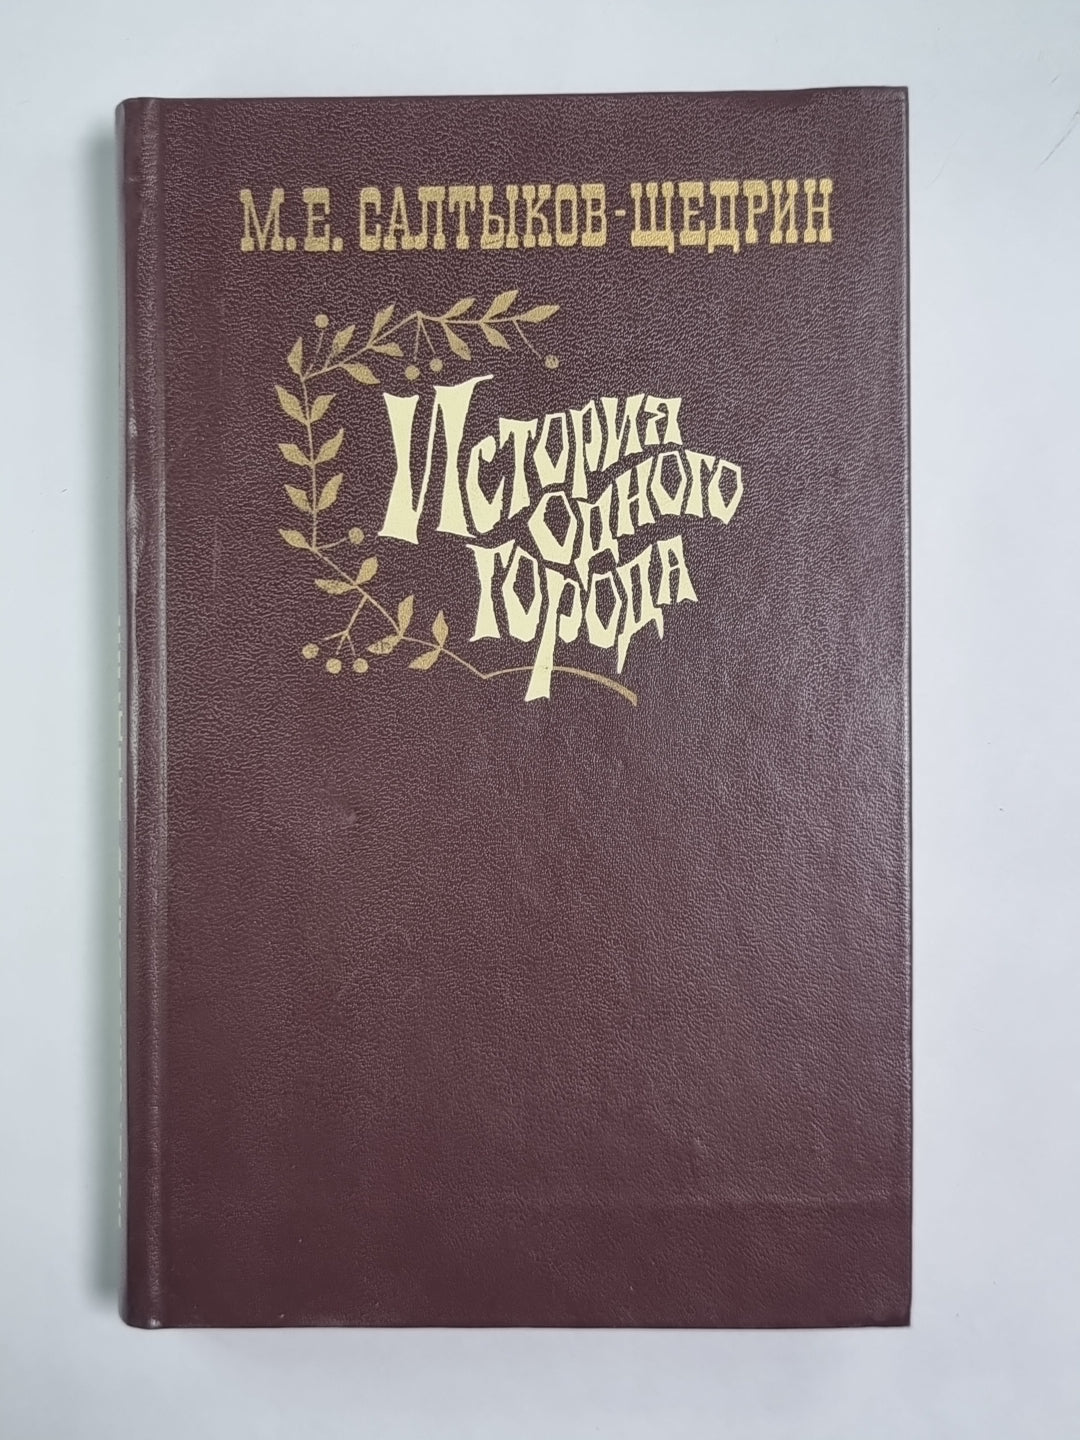 М. Е. САЛТЫКОВ-ЩЕДРИН
История
одного
города